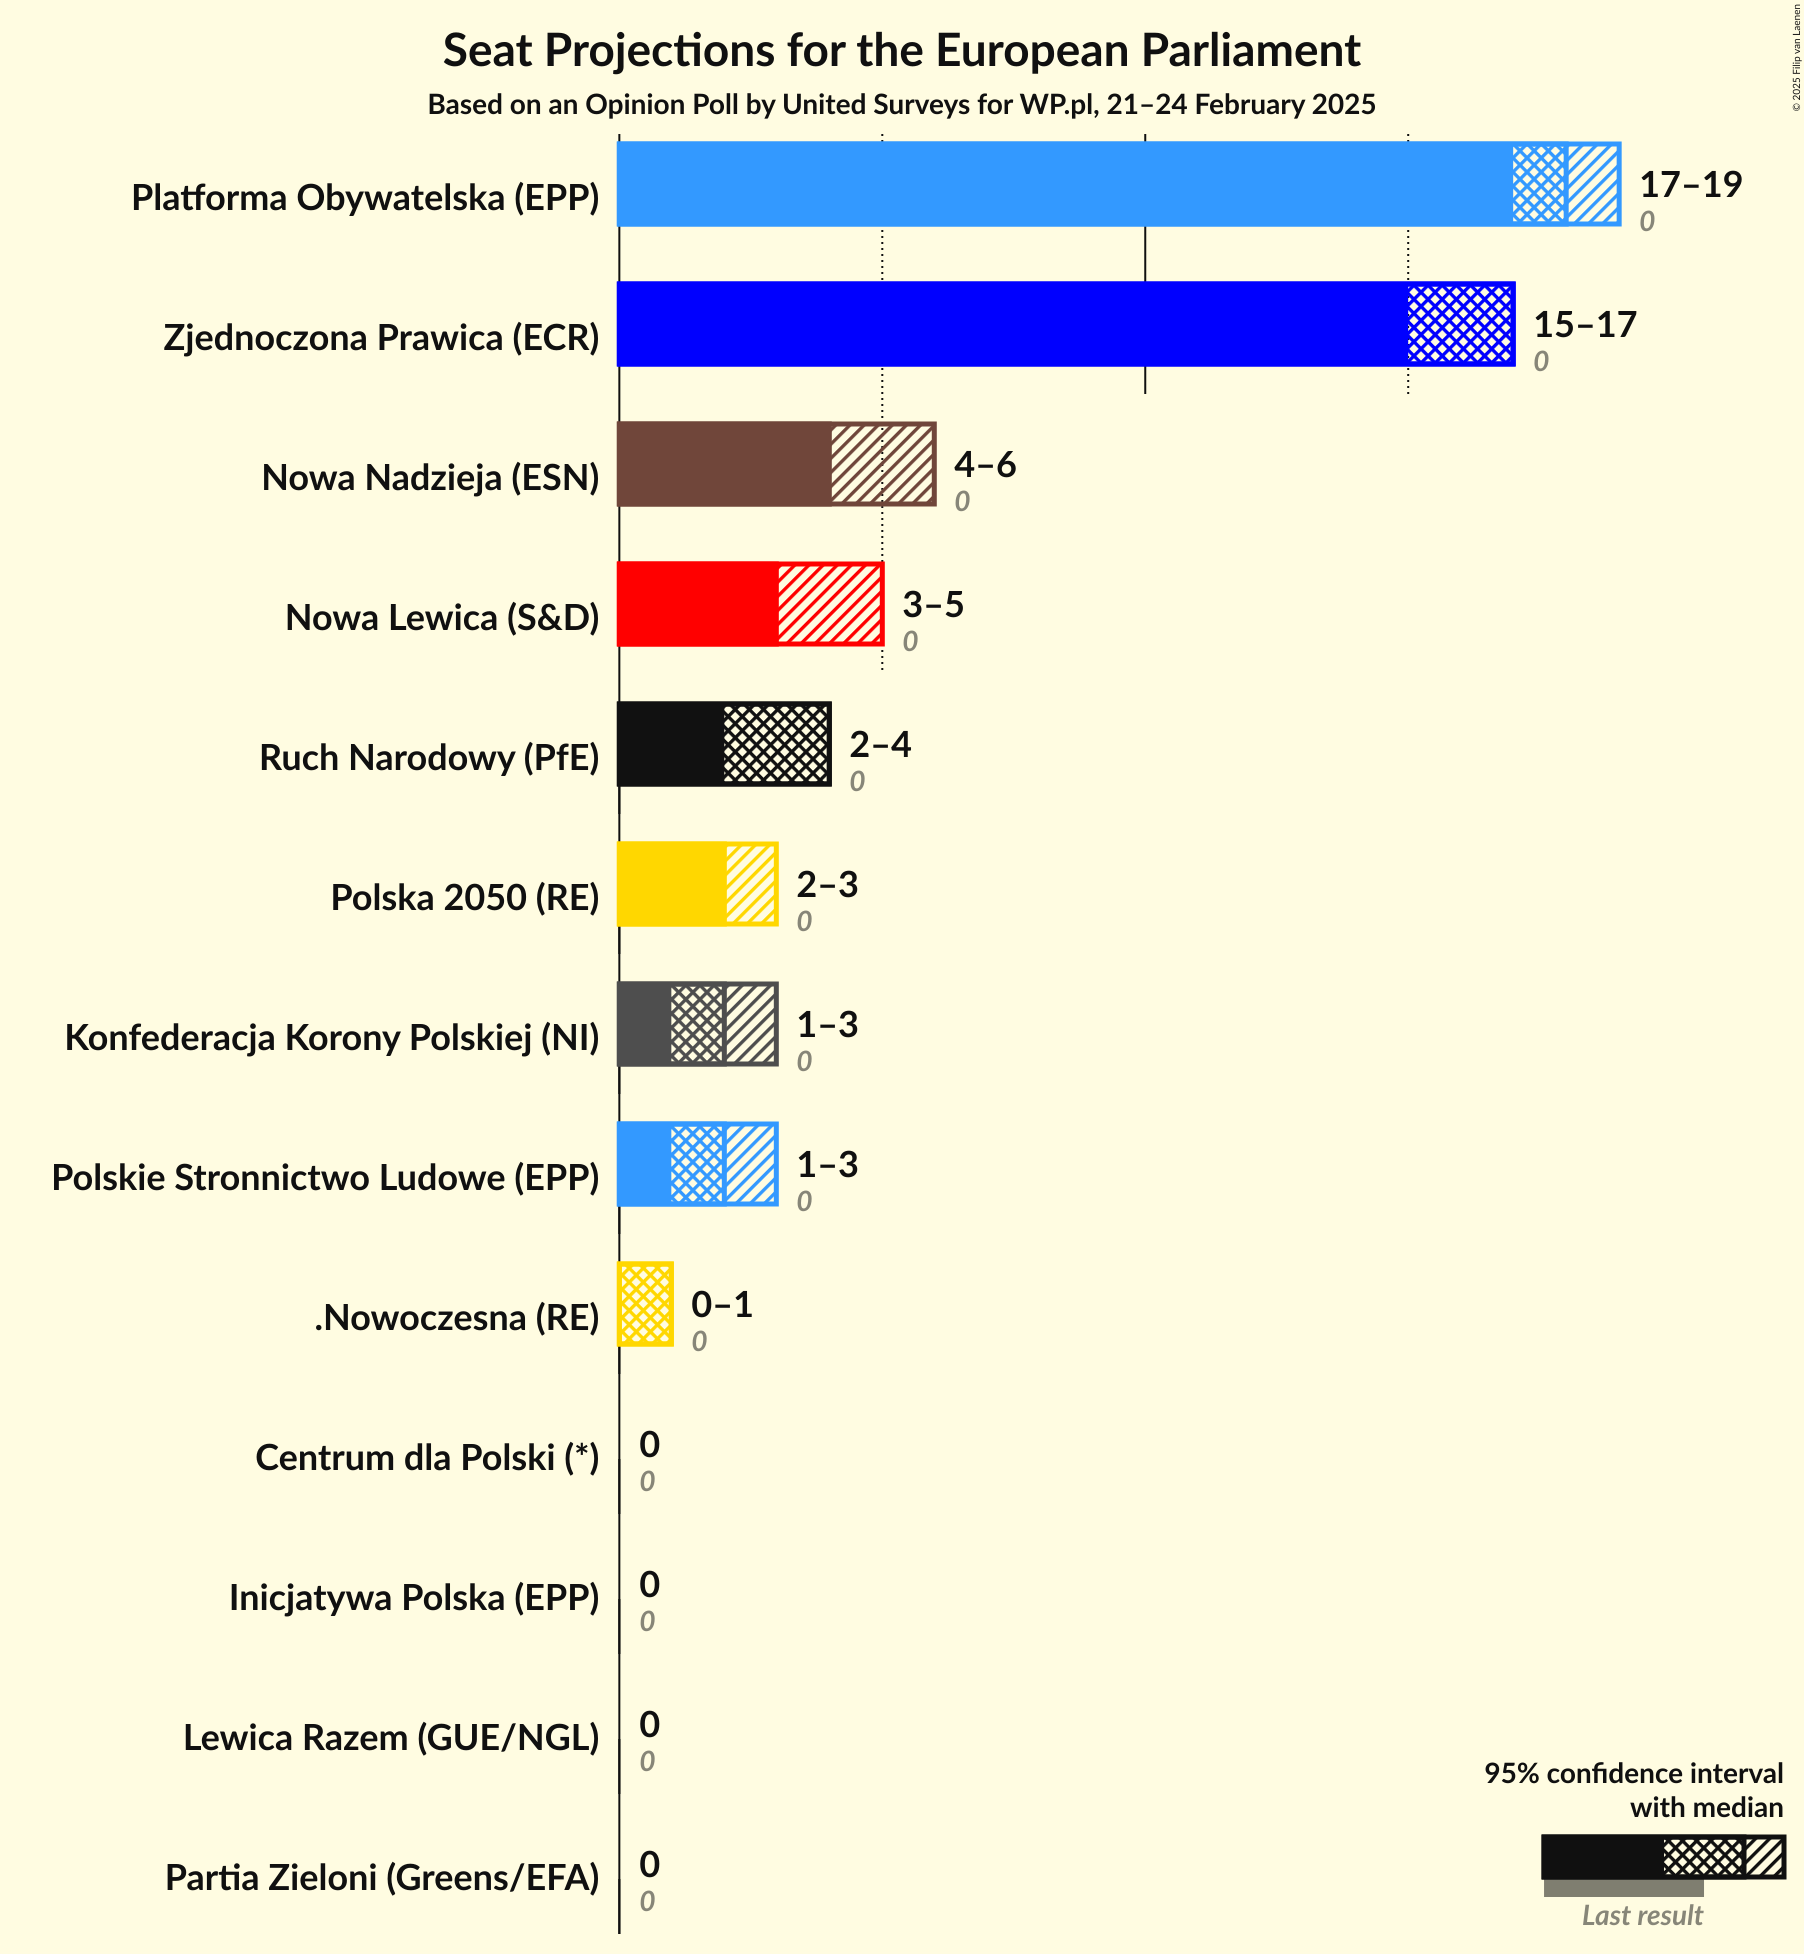 Seat Projections for the European Parliament
Based on an Opinion Poll by United Surveys for WP.pl, 21–24 February 2025
© 2025 Filip van Laenen
Platforma Obywatelska (EPP)
17–19
0
Zjednoczona Prawica (ECR)
15–17
0
Nowa Nadzieja (ESN)
4–6
0
Nowa Lewica (S&D)
3–5
0
Ruch Narodowy (PfE)
2–4
0
Polska 2050 (RE)
2–3
0
Konfederacja Korony Polskiej (NI)
1–3
0
Polskie Stronnictwo Ludowe (EPP)
1–3
0
.Nowoczesna (RE)
0–1
0
Centrum dla Polski (*)
0
0
Inicjatywa Polska (EPP)
0
0
Lewica Razem (GUE/NGL)
0
0
Partia Zieloni (Greens/EFA)
0
0
95% confidence interval
with median
Last result